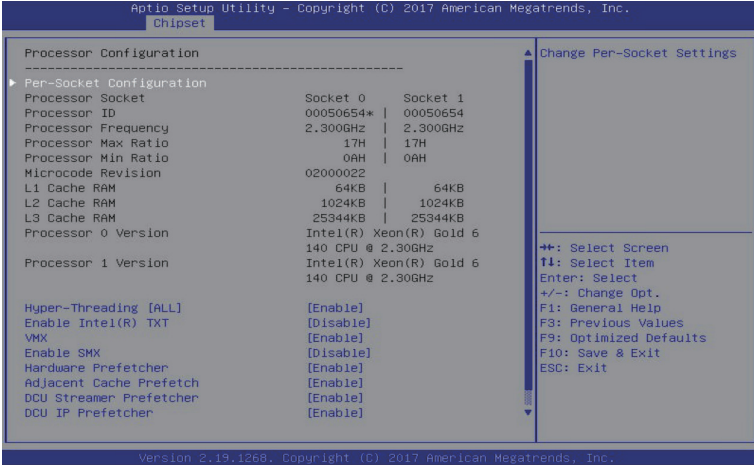 Aptio Setup Utility – Copyright (C) 2017 American Megatrends, Inc.
Chipset
Processor Configuration
--------------------------------------------------
Per-Socket Configuration
Processor Socket Socket 0 Socket 1
Processor ID 00050654* | 00050654
Processor Frequency 2.300GHz | 2.300GHz
Processor Max Ratio 17H | 17H
Processor Min Ratio 0AH | 0AH
Microcode Revision 02000022
L1 Cache RAM 64KB | 64KB
L2 Cache RAM 1024KB | 1024KB
L3 Cache RAM 25344KB | 25344KB
Processor 0 Version Intel(R) Xeon(R) Gold 6
140 CPU @ 2.30GHz
Processor 1 Version Intel(R) Xeon(R) Gold 6
140 CPU @ 2.30GHz
Hyper-Threading [ALL] [Enable]
Enable Intel(R) TXT [Disable]
VMX [Enable]
Enable SMX [Disable]
Hardware Prefetcher [Enable]
Adjacent Cache Prefetch [Enable]
DCU Streamer Prefetcher [Enable]
DCU IP Prefetcher [Enable]
Change Per-Socket Settings
→←: Select Screen
↑↓: Select Item
Enter: Select
+/-: Change Opt.
F1: General Help
F3: Previous Values
F9: Optimized Defaults
F10: Save & Exit
ESC: Exit
Version 2.19.1268. Copyright (C) 2017 American Megatrends, Inc.